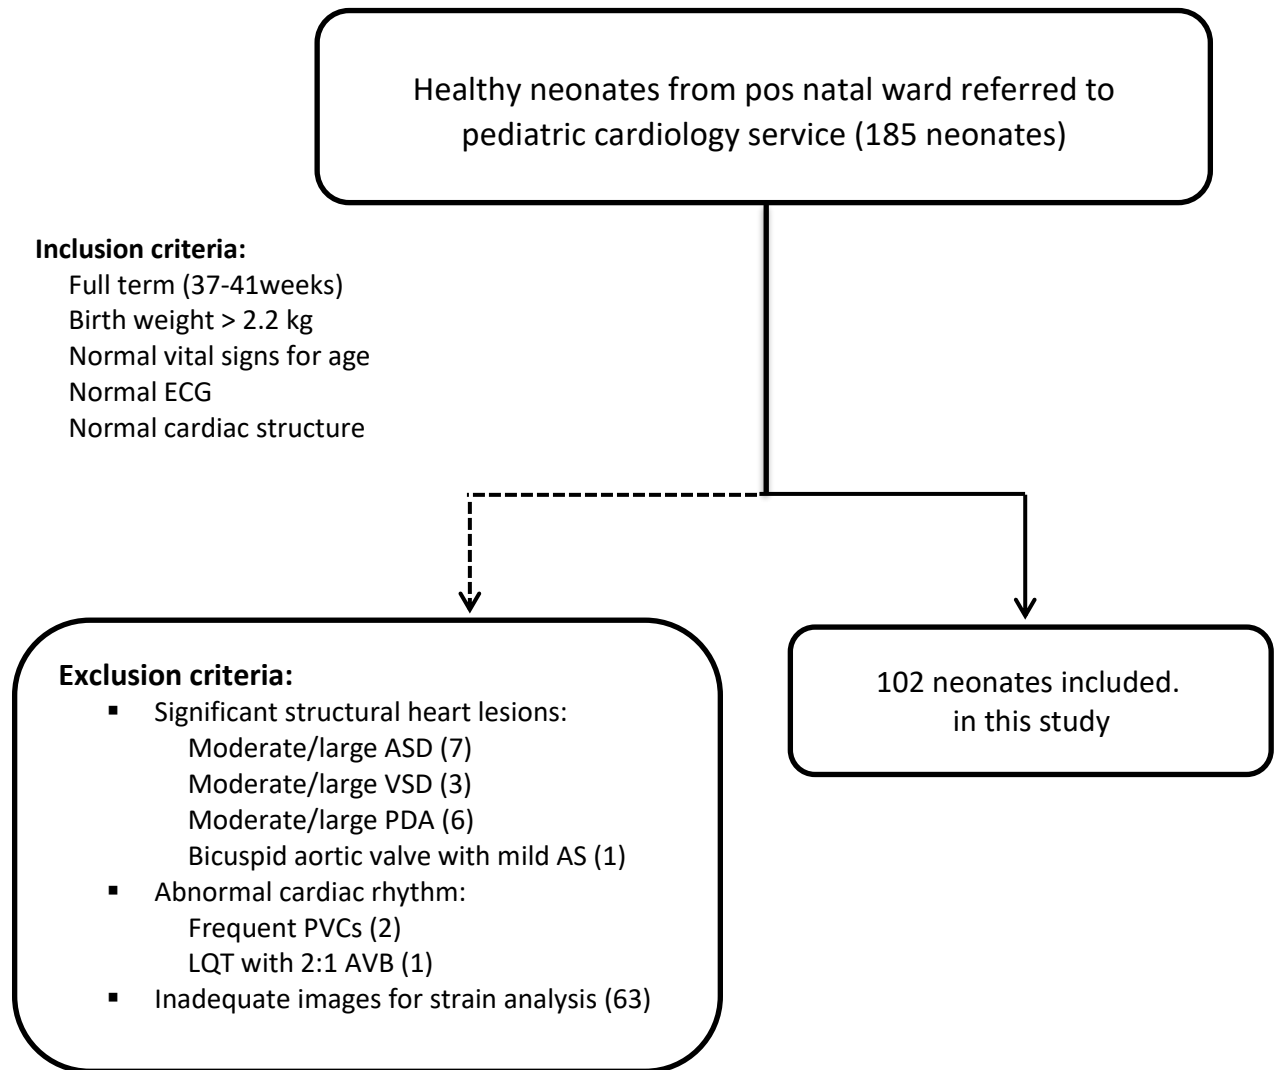 Healthy neonates from pos natal ward referred to
pediatric cardiology service (185 neonates)
Inclusion criteria:
Full term (37-41weeks)
Birth weight > 2.2 kg
Normal vital signs for age
Normal ECG
Normal cardiac structure
Exclusion criteria:
▪ Significant structural heart lesions:
Moderate/large ASD (7)
Moderate/large VSD (3)
Moderate/large PDA (6)
Bicuspid aortic valve with mild AS (1)
▪ Abnormal cardiac rhythm:
Frequent PVCs (2)
LQT with 2:1 AVB (1)
▪ Inadequate images for strain analysis (63)
102 neonates included.
in this study